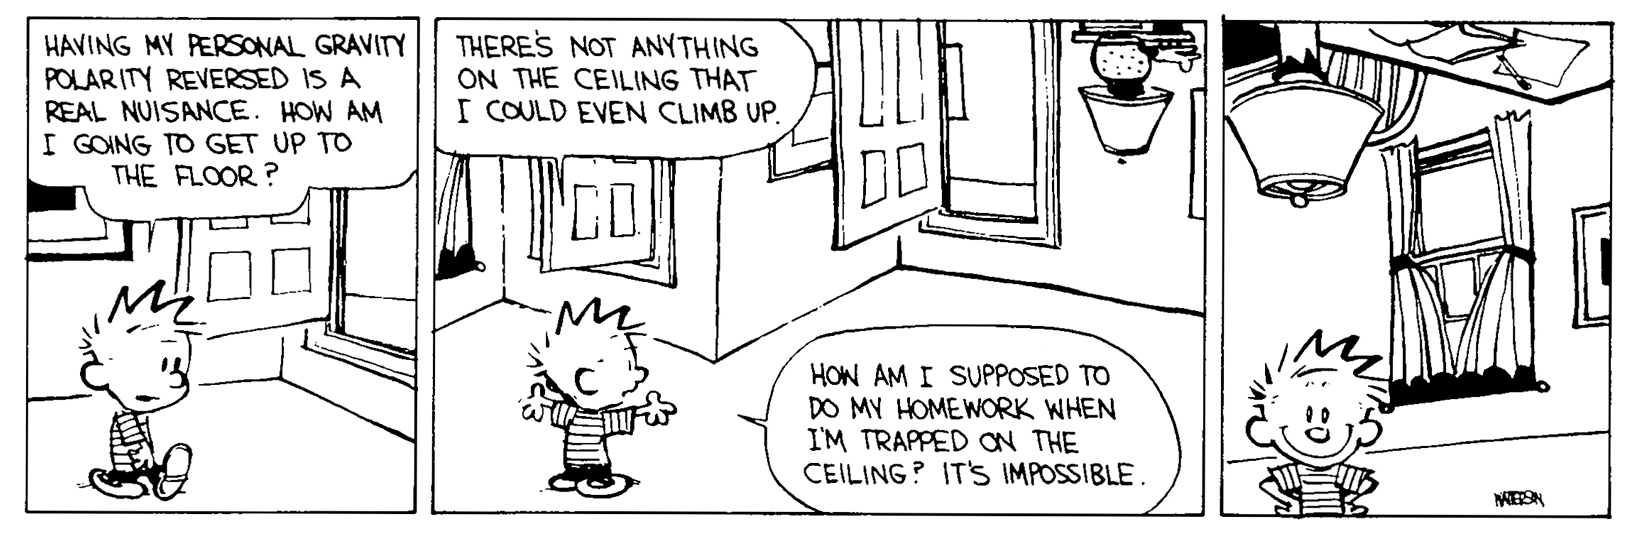 HAVING MY PERSONAL GRAVITY
POLARITY REVERSED IS A
REAL NUISANCE. HOW AM
I GOING TO GET UP TO
THE FLOOR?
THERE'S NOT ANYTHING
ON THE CEILING THAT
I COULD EVEN CLIMB UP.
HOW AM I SUPPOSED TO
DO MY HOMEWORK WHEN
I'M TRAPPED ON THE
CEILING? IT'S IMPOSSIBLE.
WATTERSON